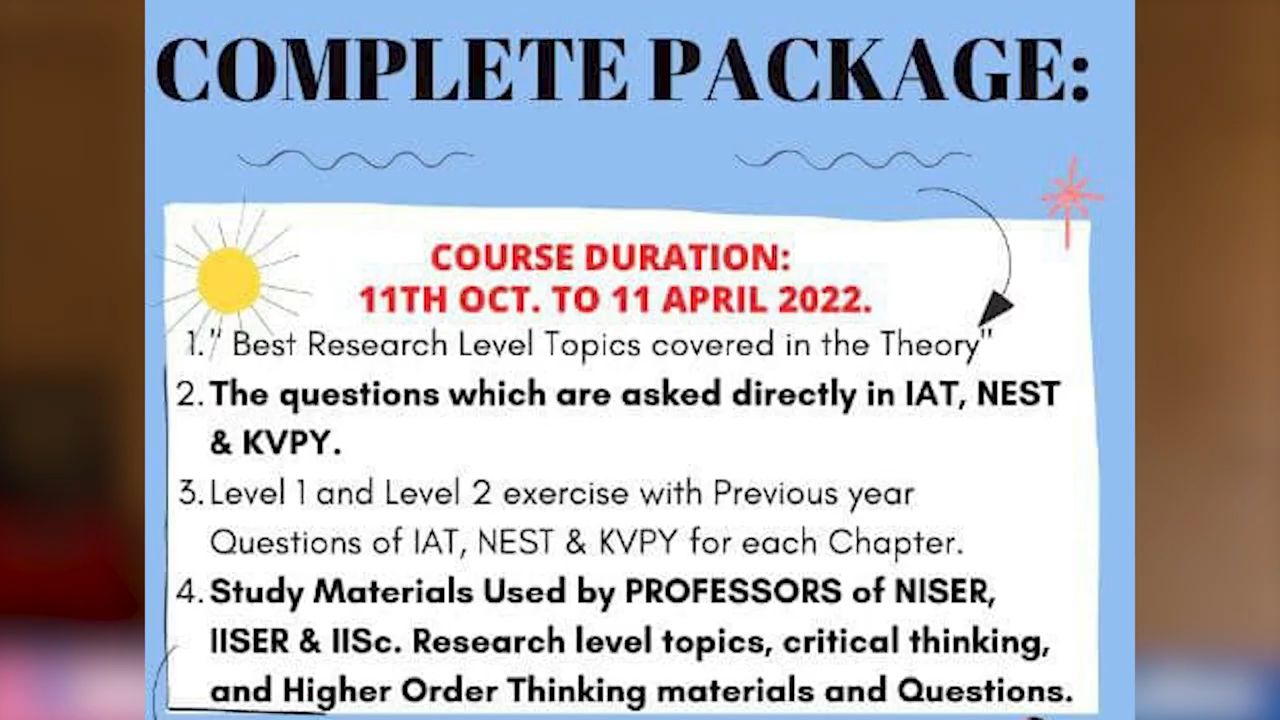 COMPLETE PACKAGE:
COURSE DURATION:
11TH OCT. TO 11 APRIL 2022.
1." Best Research Level Topics covered in the Theory"
2. The questions which are asked directly in IAT, NEST
& KVPY.
3. Level 1 and Level 2 exercise with Previous year
Questions of IAT, NEST & KVPY for each Chapter.
4. Study Materials Used by PROFESSORS of NISER,
IISER & IISc. Research level topics, critical thinking,
and Higher Order Thinking materials and Questions.